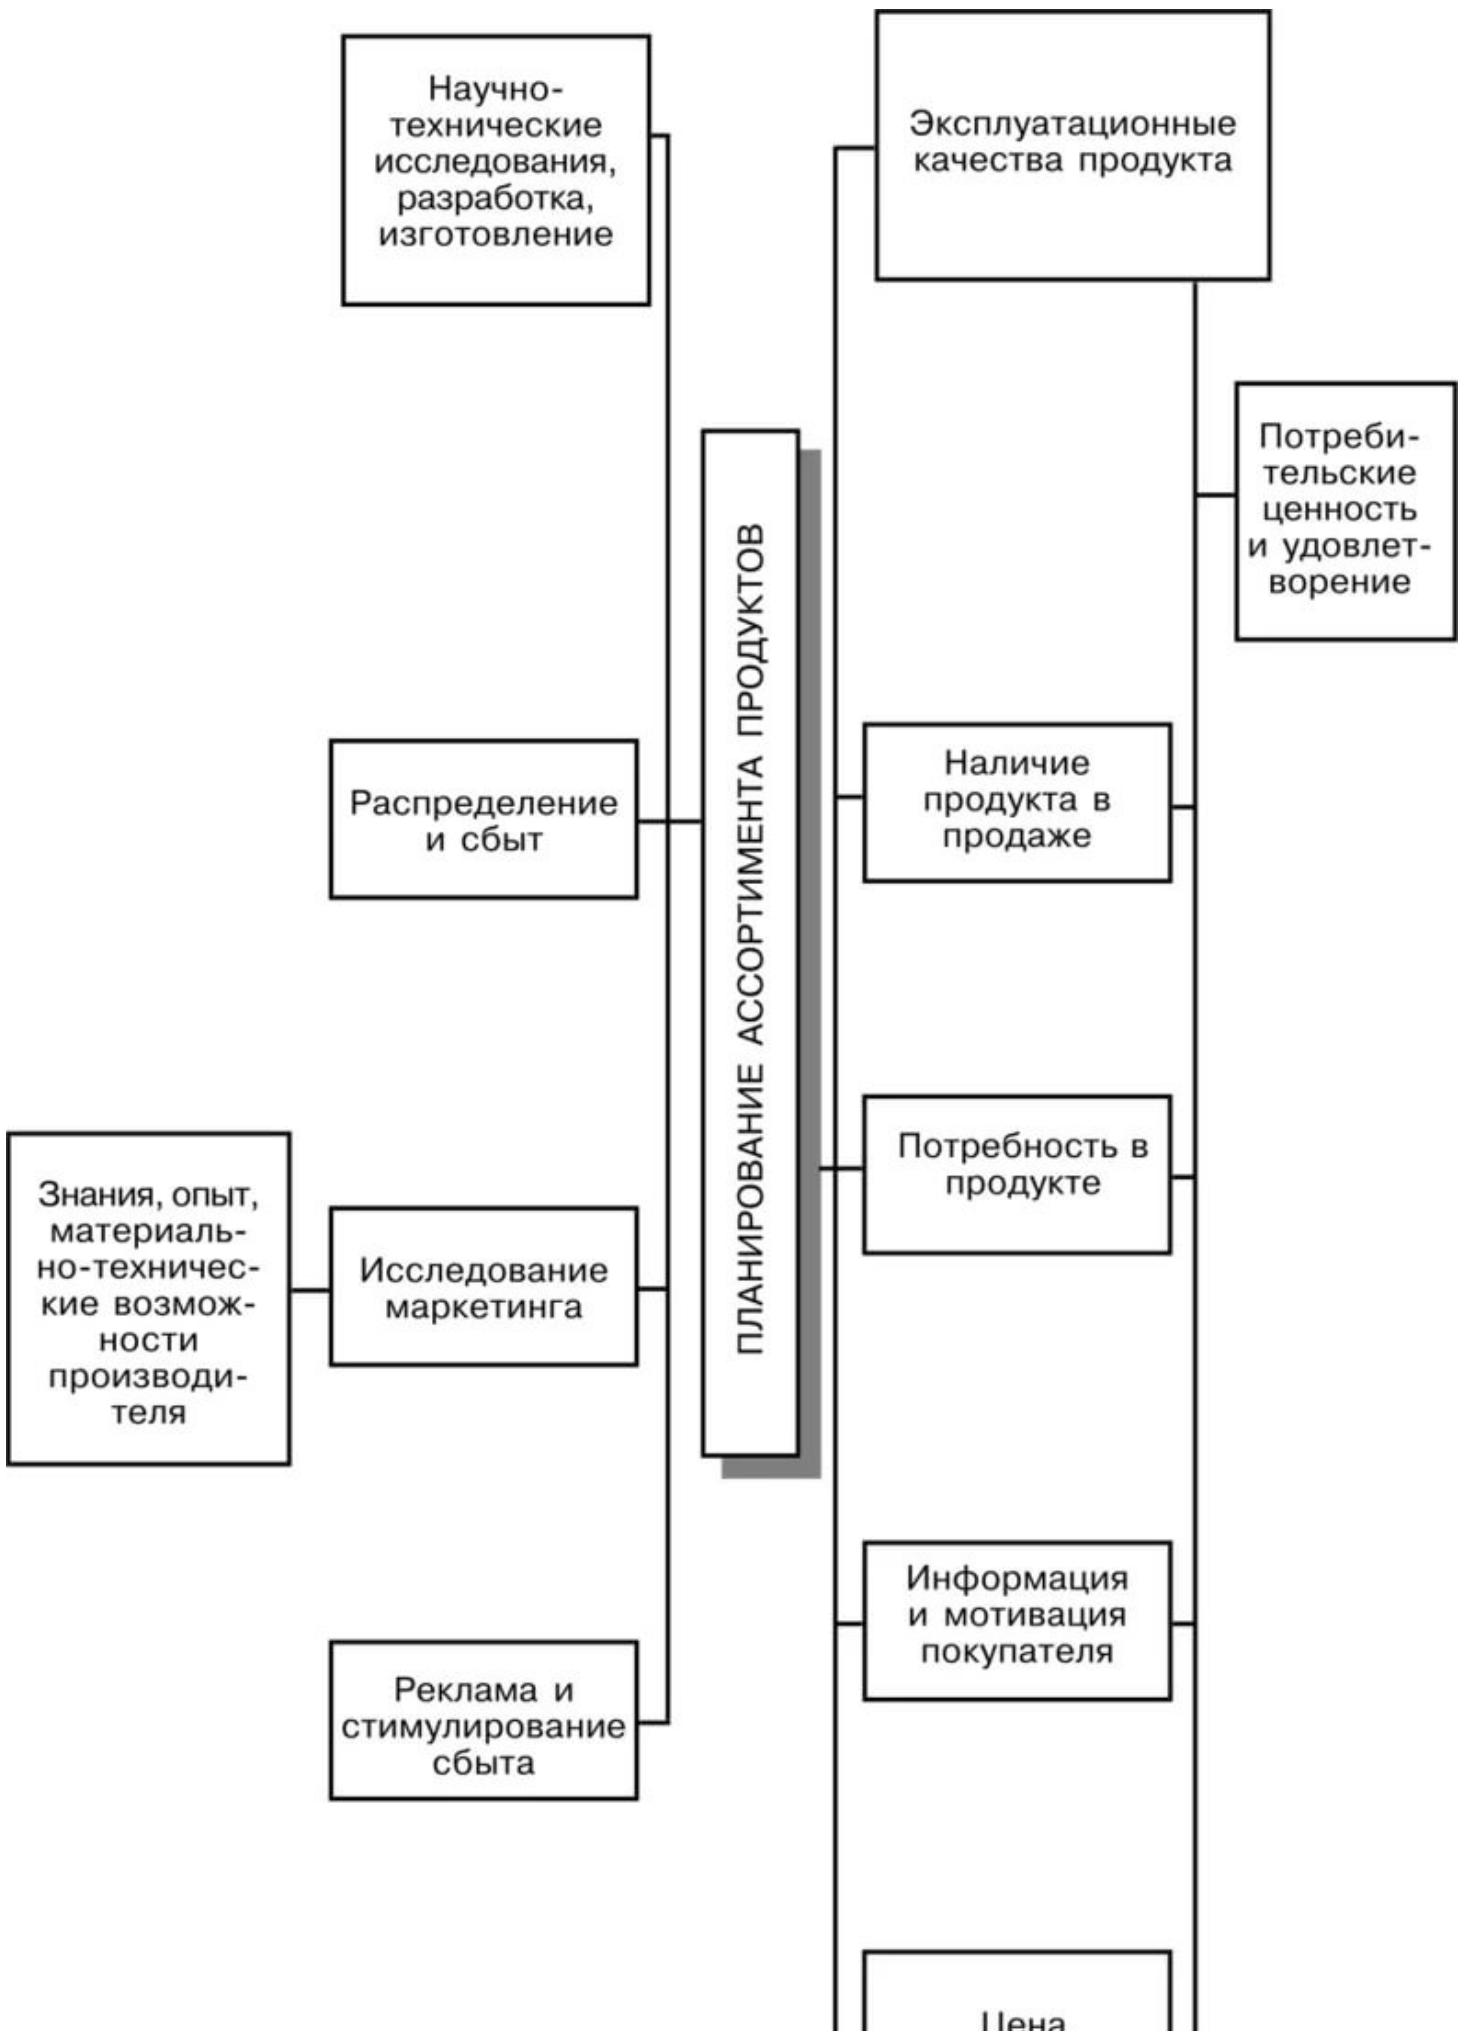 Научно-
технические
исследования,
разработка,
изготовление
Эксплуатационные
качества продукта
Потреби-
тельские
ценность
и удовлет-
ворение
ПЛАНИРОВАНИЕ АССОРТИМЕНТА ПРОДУКТОВ
Распределение
и сбыт
Наличие
продукта в
продаже
Потребность в
продукте
Знания, опыт,
материаль-
но-техничес-
кие возмож-
ности
производи-
теля
Исследование
маркетинга
Информация
и мотивация
покупателя
Реклама и
стимулирование
сбыта
Цена